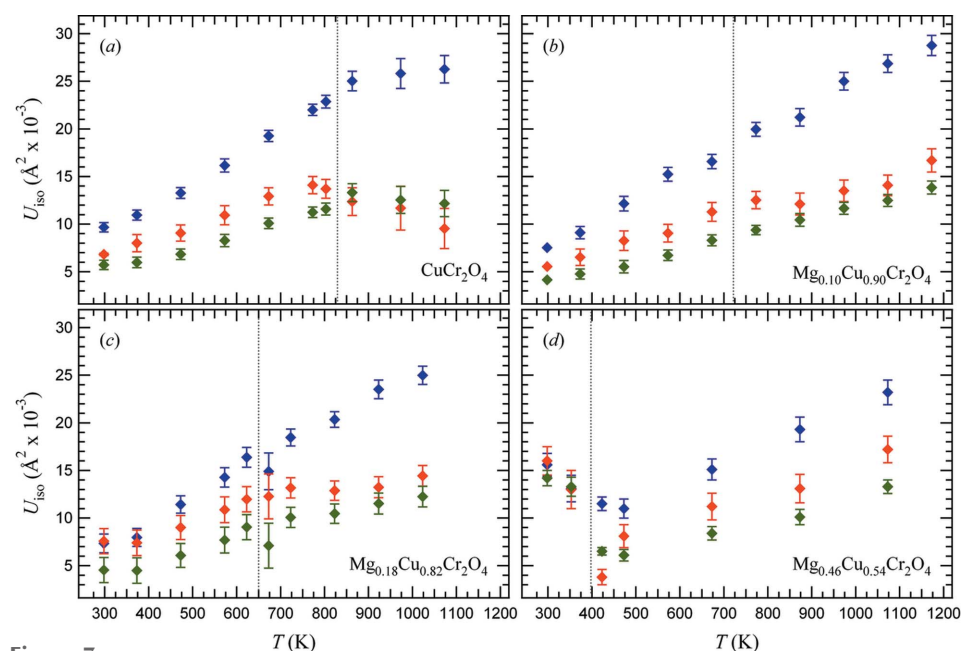 30
25
20
15
10
5
U_iso (Å² x 10⁻³)
(a)
CuCr₂O₄
(b)
Mg₀.₁₀Cu₀.₉₀Cr₂O₄
30
25
20
15
10
5
U_iso (Å² x 10⁻³)
(c)
Mg₀.₁₈Cu₀.₈₂Cr₂O₄
(d)
Mg₀.₄₆Cu₀.₅₄Cr₂O₄
300 400 500 600 700 800 900 1000 1100 1200
300 400 500 600 700 800 900 1000 1100 1200
T (K)
T (K)